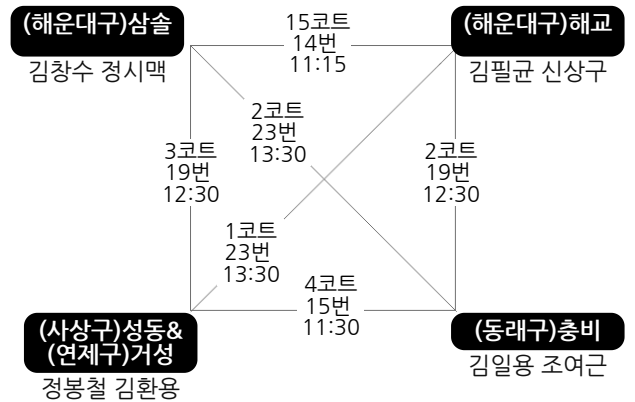 (해운대구)삼솔
김창수 정시맥
15코트
14번
11:15
(해운대구)해교
김필균 신상구
2코트
23번
13:30
3코트
19번
12:30
2코트
19번
12:30
1코트
23번
13:30
4코트
15번
11:30
(사상구)성동&
(연제구)거성
정봉철 김환용
(동래구)충비
김일용 조여근